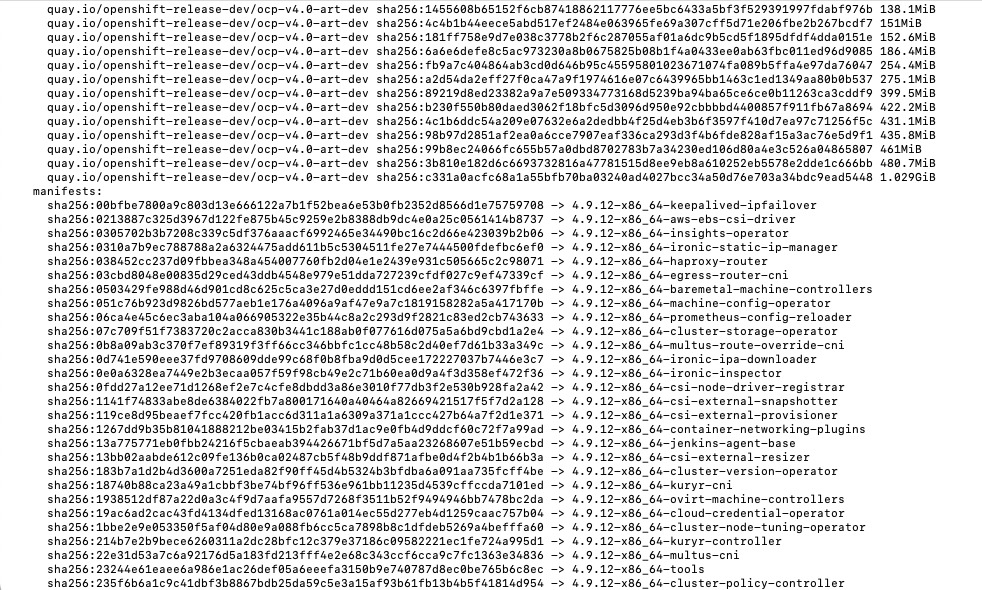 quay.io/openshift-release-dev/ocp-v4.0-art-dev sha256:1455608b65152f6cb87418862117776ee5bc6433a5bf3f529391997fdabf976b 138.1MiB
quay.io/openshift-release-dev/ocp-v4.0-art-dev sha256:4c4b1b44eece5abd517ef2484e063965fe69a307cff5d71e206fbe2b267bcdf7 151MiB
quay.io/openshift-release-dev/ocp-v4.0-art-dev sha256:181ff758e9d7e038c3778b2f6c287055af01a6dc9b5cd5f1895dfdf4dda0151e 152.6MiB
quay.io/openshift-release-dev/ocp-v4.0-art-dev sha256:6a6e6defe8c5ac973230a8b0675825b08b1f4a0433ee0ab63fbc011ed96d9085 186.4MiB
quay.io/openshift-release-dev/ocp-v4.0-art-dev sha256:fb9a7c404864ab3cd0d646b95c45595801023671074fa089b5ffa4e97da76047 254.4MiB
quay.io/openshift-release-dev/ocp-v4.0-art-dev sha256:a2d54da2eff27f0ca47a9f1974616e07c6439965bb1463c1ed1349aa80b0b537 275.1MiB
quay.io/openshift-release-dev/ocp-v4.0-art-dev sha256:89219d8ed23382a9a7e509334773168d5239ba94ba65ce6ce0b11263ca3cddf9 399.5MiB
quay.io/openshift-release-dev/ocp-v4.0-art-dev sha256:b230f550b80daed3062f18bfc5d3096d950e92cbbbbd4400857f911fb67a8694 422.2MiB
quay.io/openshift-release-dev/ocp-v4.0-art-dev sha256:4c1b6ddc54a209e07632e6a2dedbb4f25d4eb3b6f3597f410d7ea97c71256f5c 431.1MiB
quay.io/openshift-release-dev/ocp-v4.0-art-dev sha256:98b97d2851af2ea0a6cce7907eaf336ca293d3f4b6fde828af15a3ac76e5d9f1 435.8MiB
quay.io/openshift-release-dev/ocp-v4.0-art-dev sha256:99b8ec24066fc655b57a0dbd8702783b7a34230ed106d80a4e3c526a04865807 461MiB
quay.io/openshift-release-dev/ocp-v4.0-art-dev sha256:3b810e182d6c6693732816a47781515d8ee9eb8a610252eb5578e2dde1c666bb 480.7MiB
quay.io/openshift-release-dev/ocp-v4.0-art-dev sha256:c331a0acfc68a1a55bfb70ba03240ad4027bcc34a50d76e703a34bdc9ead5448 1.029GiB
manifests:
sha256:00bfbe7800a9c803d13e666122a7b1f52bea6e53b0fb2352d8566d1e75759708 -> 4.9.12-x86_64-keepalived-ipfailover
sha256:0213887c325d3967d122fe875b45c9259e2b8388db9dc4e0a25c0561414b8737 -> 4.9.12-x86_64-aws-ebs-csi-driver
sha256:0305702b3b7208c339c5df376aaacf6992465e34490bc16c2d66e423039b2b06 -> 4.9.12-x86_64-insights-operator
sha256:0310a7b9ec788788a2a6324475add611b5c5304511fe27e7444500fdefbc6ef0 -> 4.9.12-x86_64-ironic-static-ip-manager
sha256:038452cc237d09fbbea348a454007760fb2d04e1e2439e931c505665c2c98071 -> 4.9.12-x86_64-haproxy-router
sha256:03cbd8048e00835d29ced43ddb4548e979e51dda727239cfdf027c9ef47339cf -> 4.9.12-x86_64-egress-router-cni
sha256:0503429fe988d46d901cd8c625c5ca3e27d0eddd151cd6ee2af346c6397fbffe -> 4.9.12-x86_64-baremetal-machine-controllers
sha256:051c76b923d9826bd577aeb1e176a4096a9af47e9a7c1819158282a5a417170b -> 4.9.12-x86_64-machine-config-operator
sha256:06ca4e45c6ec3aba104a066905322e35b44c8a2c293d9f2821c83ed2cb743633 -> 4.9.12-x86_64-prometheus-config-reloader
sha256:07c709f51f7383720c2acca830b3441c188ab0f077616d075a5a6bd9cbd1a2e4 -> 4.9.12-x86_64-cluster-storage-operator
sha256:0b8a09ab3c370f7ef89319f3ff66cc346bbfc1cc48b58c2d40ef7d61b33a349c -> 4.9.12-x86_64-multus-route-override-cni
sha256:0d741e590eee37fd9708609dde99c68f0b8fba9d0d5cee172227037b7446e3c7 -> 4.9.12-x86_64-ironic-ipa-downloader
sha256:0e0a6328ea7449e2b3ecaa057f59f98cb49e2c71b60ea0d9a4f3d358ef472f36 -> 4.9.12-x86_64-ironic-inspector
sha256:0fdd27a12ee71d1268ef2e7c4cfe8dbdd3a86e3010f77db3f2e530b928fa2a42 -> 4.9.12-x86_64-csi-node-driver-registrar
sha256:1141f74833abe8de6384022fb7a800171640a40464a82669421517f5f7d2a128 -> 4.9.12-x86_64-csi-external-snapshotter
sha256:119ce8d95beaef7fcc420fb1acc6d311a1a6309a371a1ccc427b64a7f2d1e371 -> 4.9.12-x86_64-csi-external-provisioner
sha256:1267dd9b35b81041888212be03415b2fab37d1ac9e0fb4d9ddcf60c72f7a99ad -> 4.9.12-x86_64-container-networking-plugins
sha256:13a775771eb0fbb24216f5cbaeab394426671bf5d7a5aa23268607e51b59ecbd -> 4.9.12-x86_64-jenkins-agent-base
sha256:13bb02aabde612c09fe136b0ca02487cb5f48b9ddf871afbe0d4f2b4b1b66b3a -> 4.9.12-x86_64-csi-external-resizer
sha256:183b7a1d2b4d3600a7251eda82f90ff45d4b5324b3bfdba6a091aa735fcff4be -> 4.9.12-x86_64-cluster-version-operator
sha256:18740b88ca23a49a1cbbf3be74bf96ff536e961bb11235d4539cffccda7101ed -> 4.9.12-x86_64-kuryr-cni
sha256:1938512df87a22d0a3c4f9d7aafa9557d7268f3511b52f9494946bb7478bc2da -> 4.9.12-x86_64-ovirt-machine-controllers
sha256:19ac6ad2cac43fd4134dfed13168ac0761a014ec55d277eb4d1259caac757b04 -> 4.9.12-x86_64-cloud-credential-operator
sha256:1bbe2e9e053350f5af04d80e9a088fb6cc5ca7898b8c1dfdeb5269a4befffa60 -> 4.9.12-x86_64-cluster-node-tuning-operator
sha256:214b7e2b9bece6260311a2dc28bfc12c379e37186c09582221ec1fe724a995d1 -> 4.9.12-x86_64-kuryr-controller
sha256:22e31d53a7c6a92176d5a183fd213fff4e2e68c343ccf6cca9c7fc1363e34836 -> 4.9.12-x86_64-multus-cni
sha256:23244e61eaee6a986e1ac26def05a6eeefa3150b9e740787d8ec0be765b6c8ec -> 4.9.12-x86_64-tools
sha256:235f6b6a1c9c41dbf3b8867bdb25da59c5e3a15af93b61fb13b4b5f41814d954 -> 4.9.12-x86_64-cluster-policy-controller